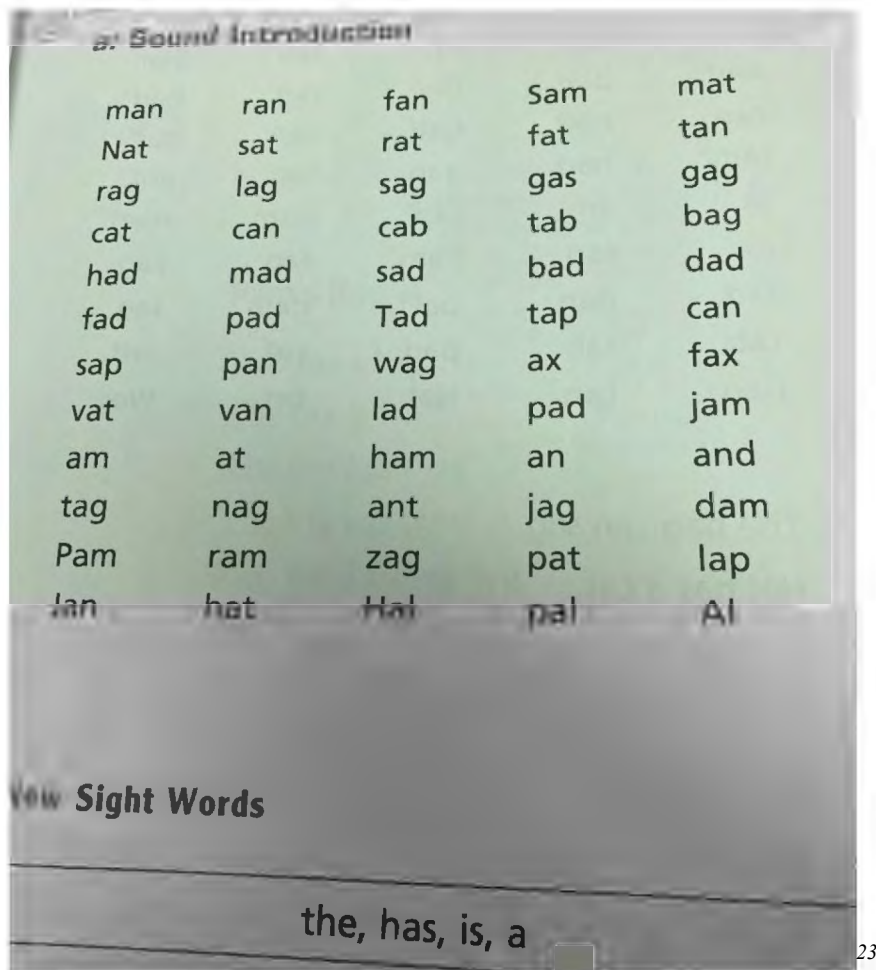 a: Sound Introduction
man ran fan Sam mat
Nat sat rat fat tan
rag lag sag gas gag
cat can cab tab bag
had mad sad bad dad
fad pad Tad tap can
sap pan wag ax fax
vat van lad pad jam
am at ham an and
tag nag ant jag dam
Pam ram zag pat lap
hat Hal pal Al
New Sight Words
the, has, is, a
23